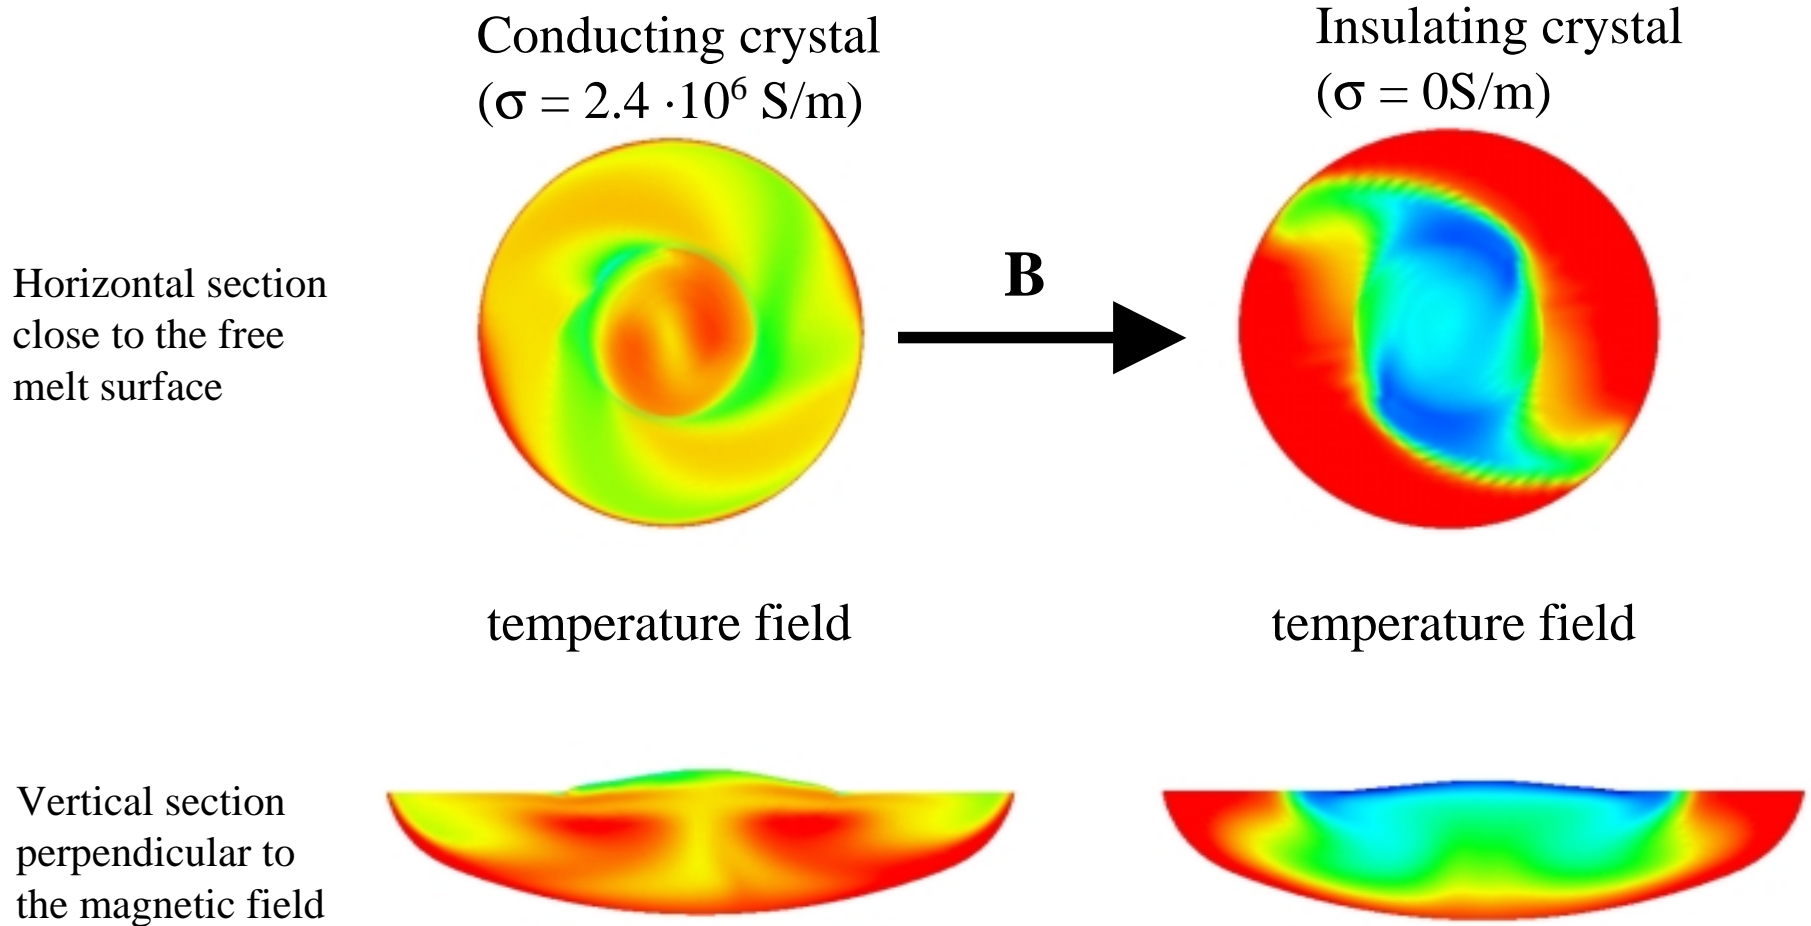 Conducting crystal
(σ = 2.4 ·10⁶ S/m)
Insulating crystal
(σ = 0S/m)
Horizontal section
close to the free
melt surface
B
temperature field
temperature field
Vertical section
perpendicular to
the magnetic field